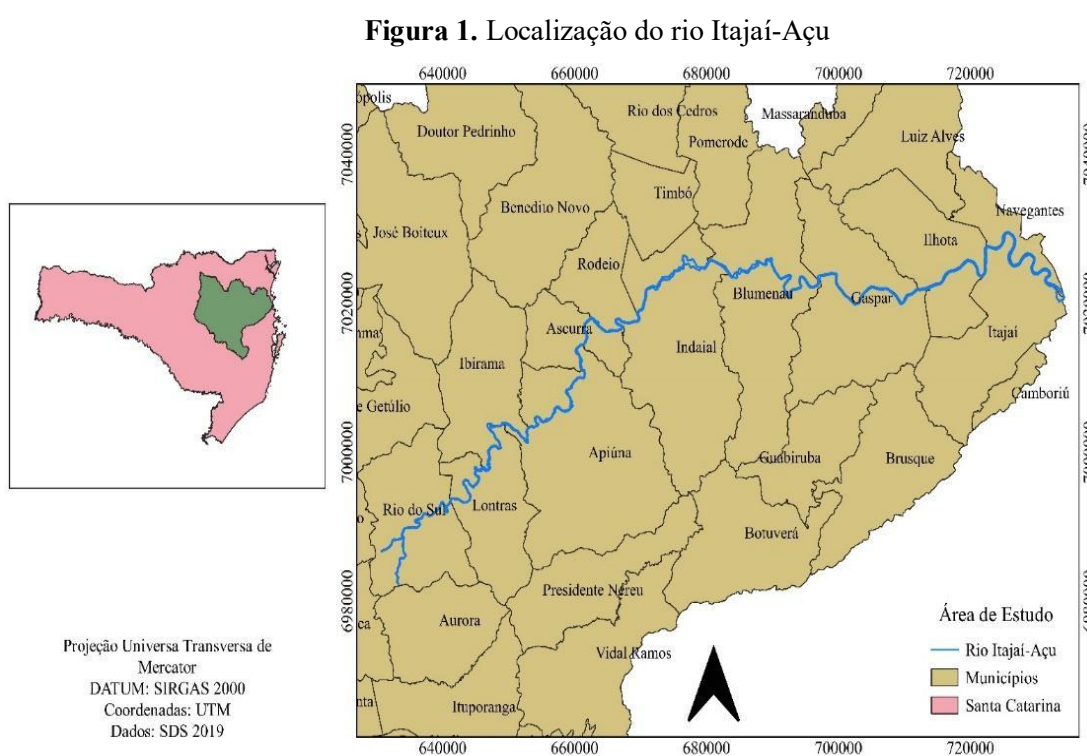 Figura 1. Localização do rio Itajaí-Açu
640000 660000 680000 700000 720000
ópolis
Doutor Pedrinho
Rio dos Cedros
Massaranduba
Pomerode
Luiz Alves
7040000
Timbó
Benedito Novo
José Boiteux
Navegantes
Ilhota
Rodeio
Blumenau
Gaspar
7020000
Ascurra
Itajaí
Indaial
Ibirama
Camboriú
e Getúlio
Apiúna
Guabiruba
Brusque
7000000
Rio do Sul
Lontras
Botuverá
Presidente Nereu
6980000
Aurora
Vidal Ramos
Ituporanga
640000 660000 680000 700000 720000
Área de Estudo
Rio Itajaí-Açu
Municípios
Santa Catarina
Projeção Universa Transversa de
Mercator
DATUM: SIRGAS 2000
Coordenadas: UTM
Dados: SDS 2019